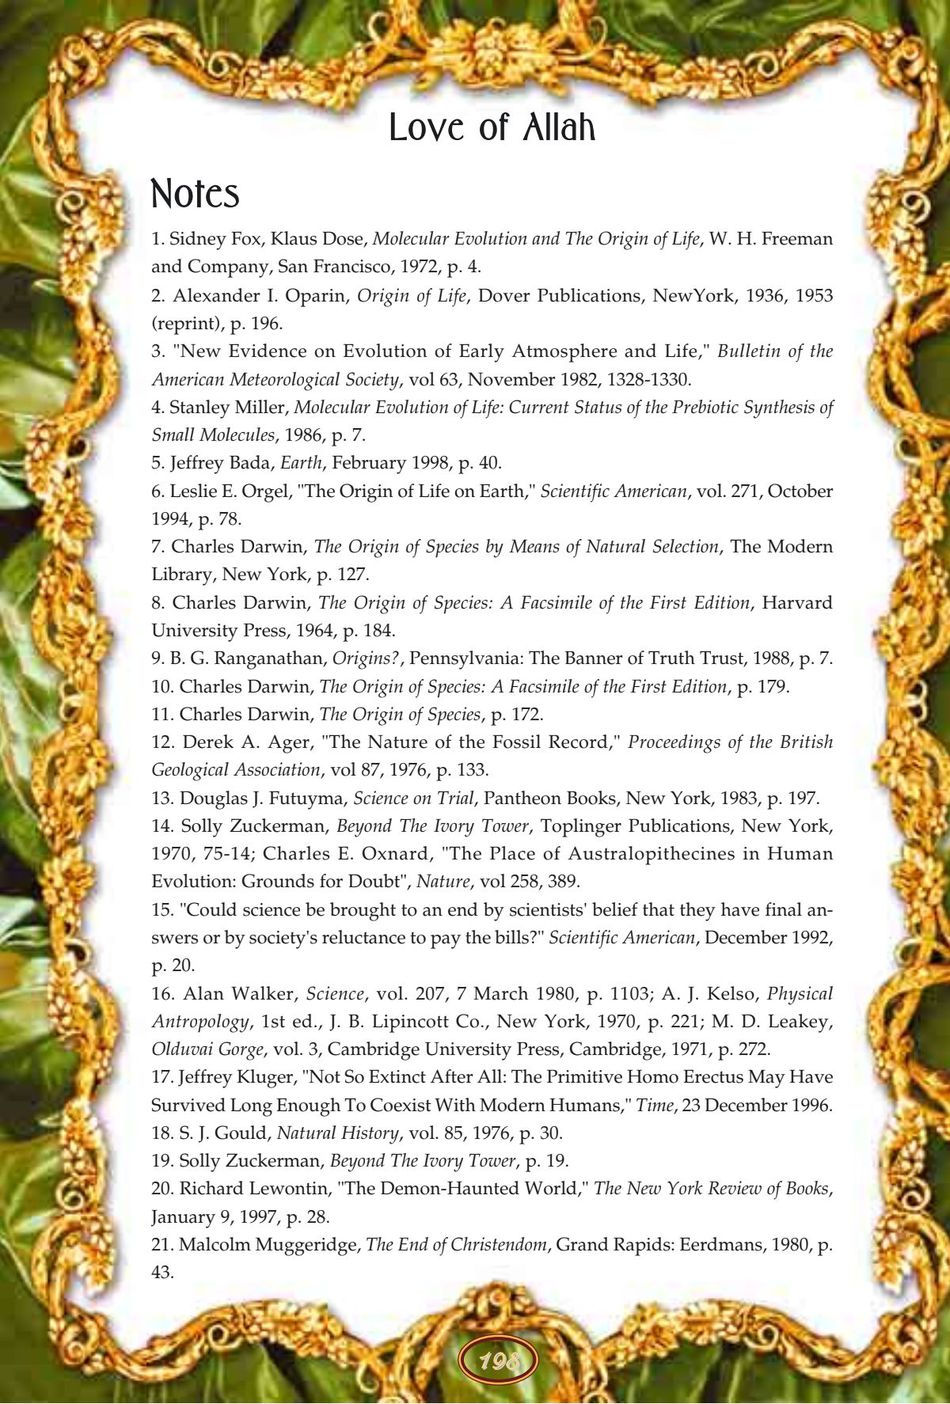 Love of Allah
Notes
1. Sidney Fox, Klaus Dose, Molecular Evolution and The Origin of Life, W. H. Freeman
and Company, San Francisco, 1972, p. 4.
2. Alexander I. Oparin, Origin of Life, Dover Publications, NewYork, 1936, 1953
(reprint), p. 196.
3. "New Evidence on Evolution of Early Atmosphere and Life," Bulletin of the
American Meteorological Society, vol 63, November 1982, 1328-1330.
4. Stanley Miller, Molecular Evolution of Life: Current Status of the Prebiotic Synthesis of
Small Molecules, 1986, p. 7.
5. Jeffrey Bada, Earth, February 1998, p. 40.
6. Leslie E. Orgel, "The Origin of Life on Earth," Scientific American, vol. 271, October
1994, p. 78.
7. Charles Darwin, The Origin of Species by Means of Natural Selection, The Modern
Library, New York, p. 127.
8. Charles Darwin, The Origin of Species: A Facsimile of the First Edition, Harvard
University Press, 1964, p. 184.
9. B. G. Ranganathan, Origins?, Pennsylvania: The Banner of Truth Trust, 1988, p. 7.
10. Charles Darwin, The Origin of Species: A Facsimile of the First Edition, p. 179.
11. Charles Darwin, The Origin of Species, p. 172.
12. Derek A. Ager, "The Nature of the Fossil Record," Proceedings of the British
Geological Association, vol 87, 1976, p. 133.
13. Douglas J. Futuyma, Science on Trial, Pantheon Books, New York, 1983, p. 197.
14. Solly Zuckerman, Beyond The Ivory Tower, Toplinger Publications, New York,
1970, 75-14; Charles E. Oxnard, "The Place of Australopithecines in Human
Evolution: Grounds for Doubt", Nature, vol 258, 389.
15. "Could science be brought to an end by scientists' belief that they have final an-
swers or by society's reluctance to pay the bills?" Scientific American, December 1992,
p. 20.
16. Alan Walker, Science, vol. 207, 7 March 1980, p. 1103; A. J. Kelso, Physical
Antropology, 1st ed., J. B. Lipincott Co., New York, 1970, p. 221; M. D. Leakey,
Olduvai Gorge, vol. 3, Cambridge University Press, Cambridge, 1971, p. 272.
17. Jeffrey Kluger, "Not So Extinct After All: The Primitive Homo Erectus May Have
Survived Long Enough To Coexist With Modern Humans," Time, 23 December 1996.
18. S. J. Gould, Natural History, vol. 85, 1976, p. 30.
19. Solly Zuckerman, Beyond The Ivory Tower, p. 19.
20. Richard Lewontin, "The Demon-Haunted World," The New York Review of Books,
January 9, 1997, p. 28.
21. Malcolm Muggeridge, The End of Christendom, Grand Rapids: Eerdmans, 1980, p.
43.
198